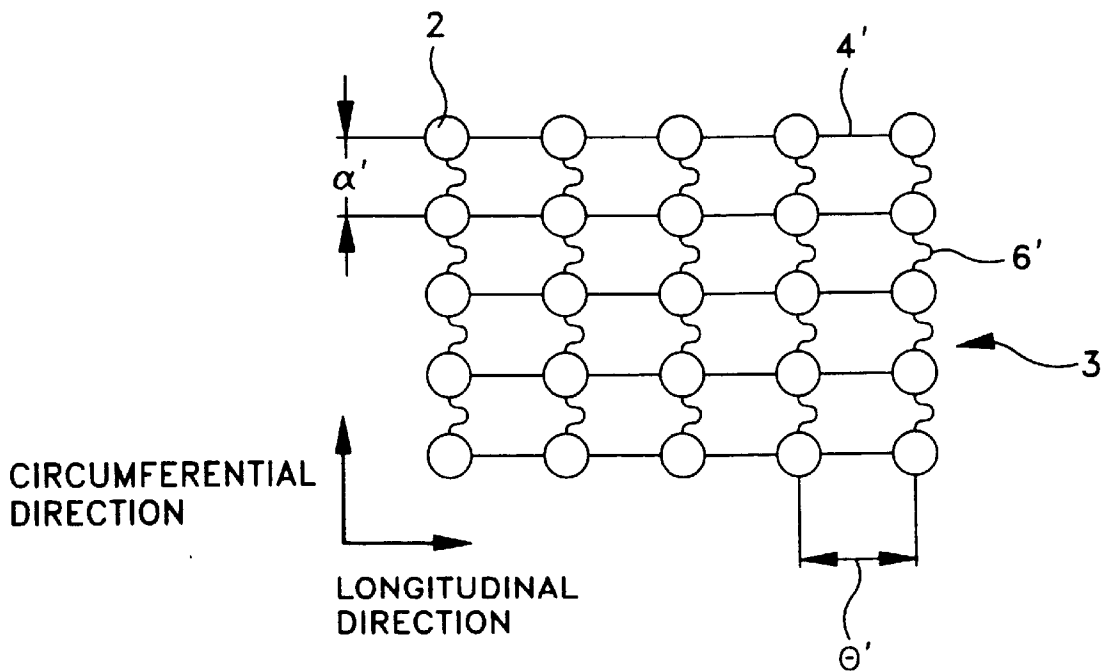 2
4'
α'
6'
3
CIRCUMFERENTIAL
DIRECTION
LONGITUDINAL
DIRECTION
Θ'